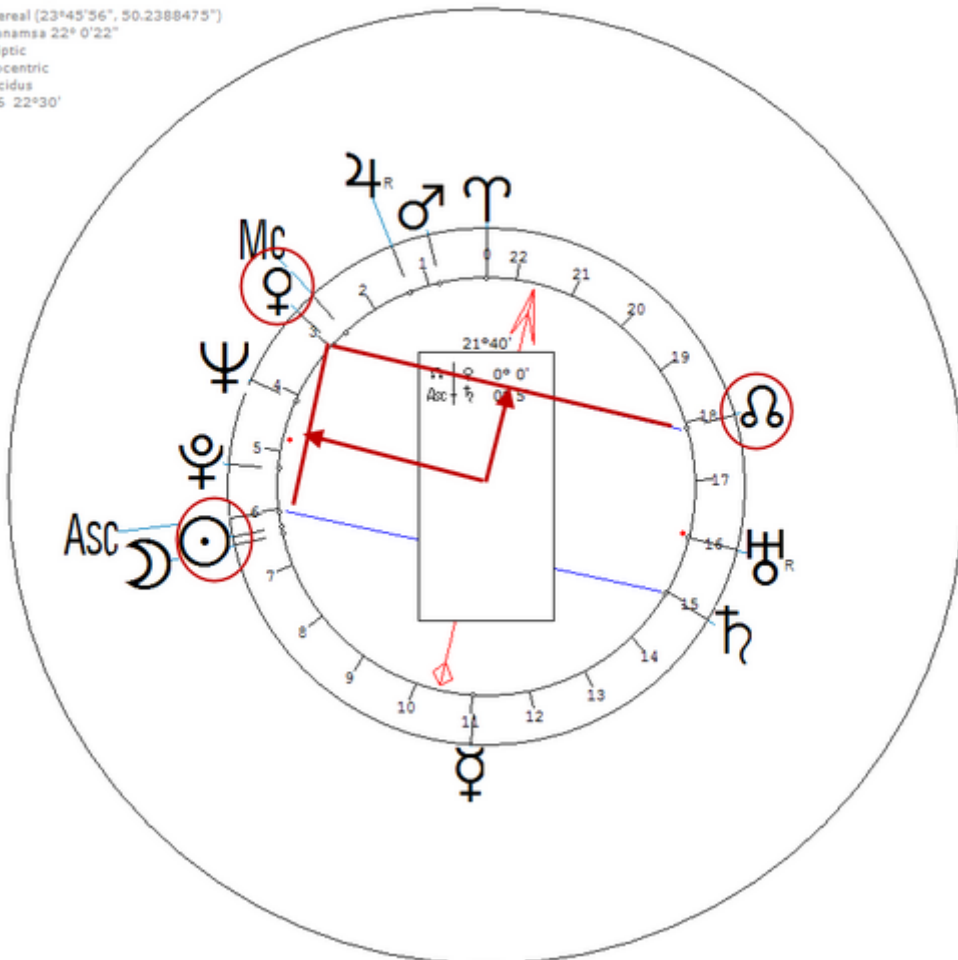 ereal (23°45'56", 50.2388475")
anamsa 22° 0'22"
iptic
ocentric
cidus
S 22°30'
♃R
♂
♈
Mc
♀
0
22
1
21
2
20
3
21°40'
19
♆
☊ ♀ 0° 0'
4
Asc ♄
18
☊
5
♇
17
6
Asc
☉
16
♅R
☽
7
15
♄
8
14
9
13
10
12
11
☿